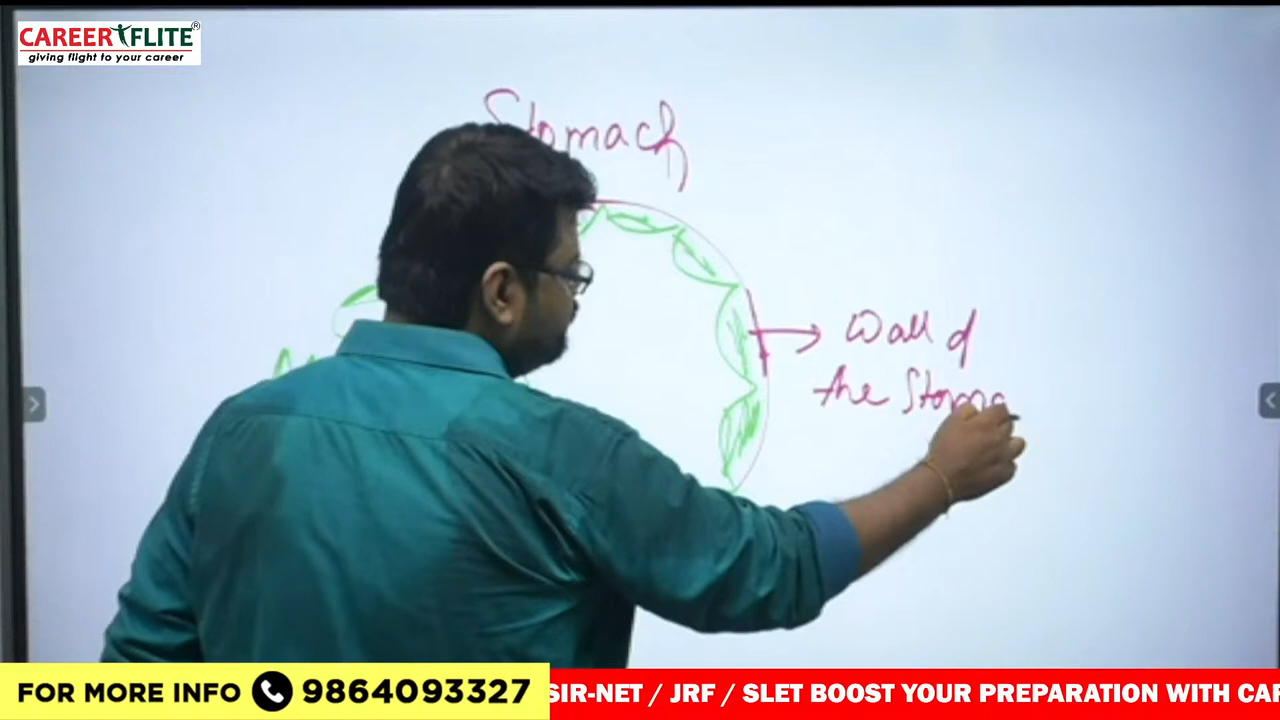 CAREER FLITE®
giving flight to your career
Stomach
Wall of
the Stoma
FOR MORE INFO 9864093327
SIR-NET / JRF / SLET BOOST YOUR PREPARATION WITH CAR